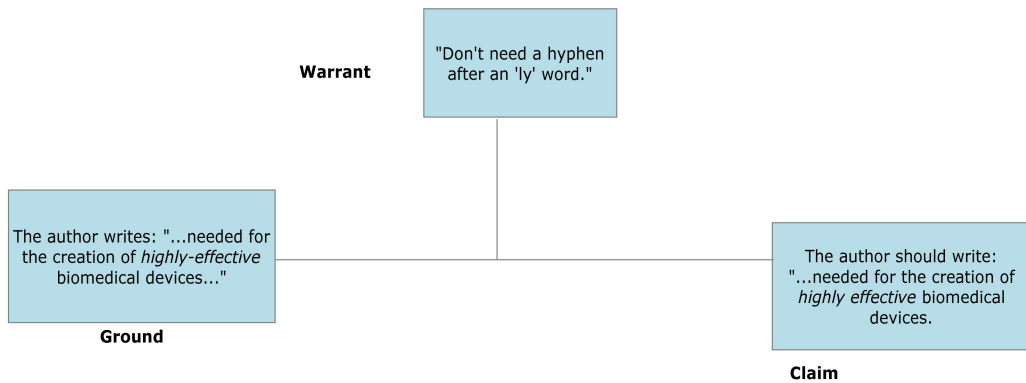 "Don't need a hyphen
after an 'ly' word."
Warrant
The author writes: "...needed for
the creation of highly-effective
biomedical devices..."
Ground
The author should write:
"...needed for the creation of
highly effective biomedical
devices.
Claim